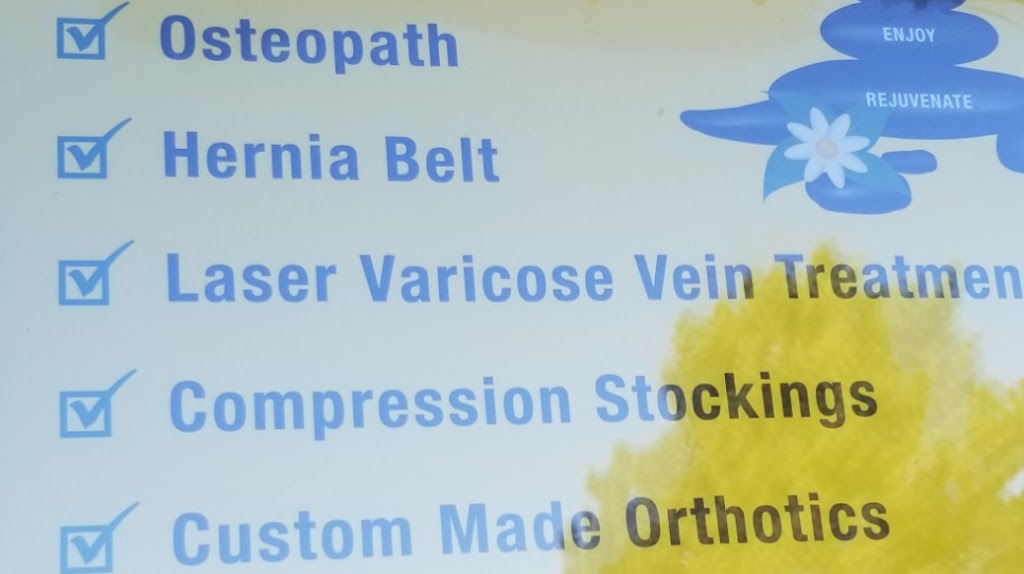 Osteopath
ENJOY
REJUVENATE
Hernia Belt
Laser Varicose Vein Treatmen
Compression Stockings
Custom Made Orthotics